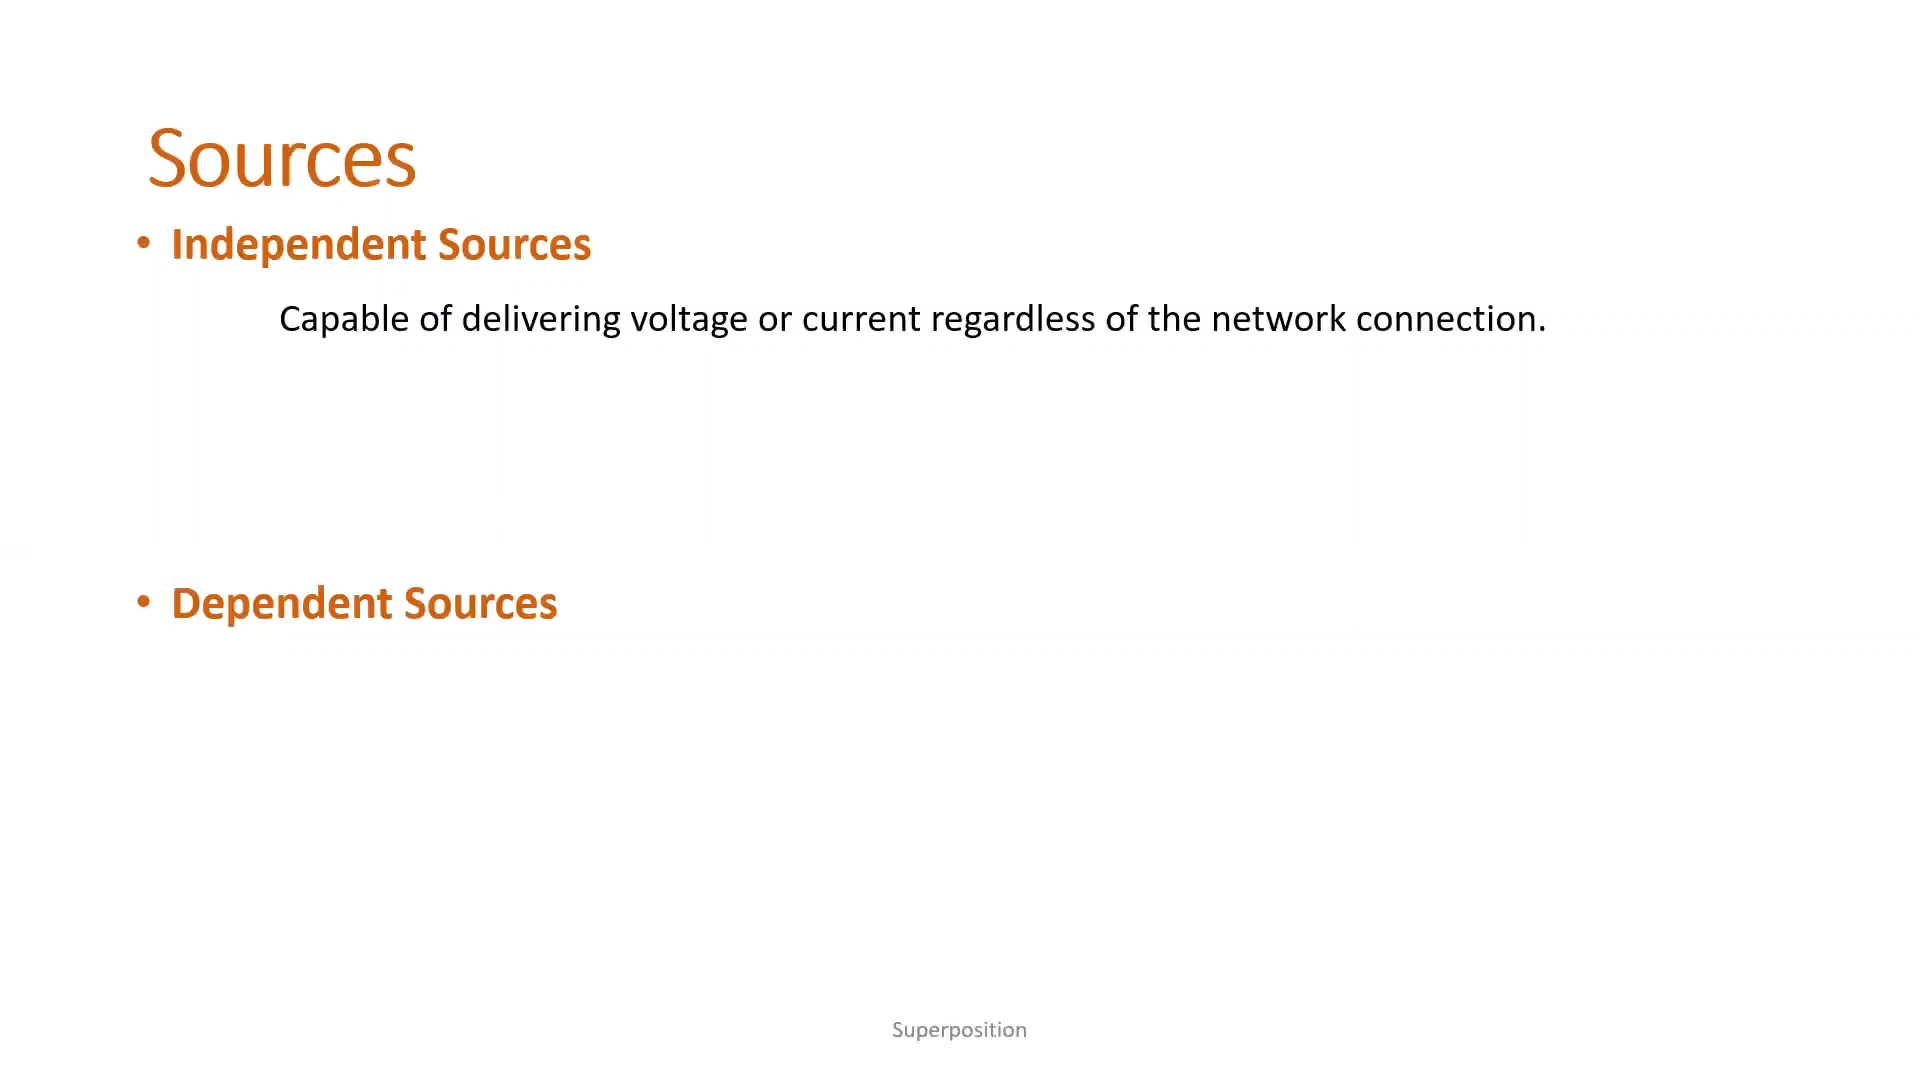 Sources
• Independent Sources
Capable of delivering voltage or current regardless of the network connection.
• Dependent Sources
Superposition